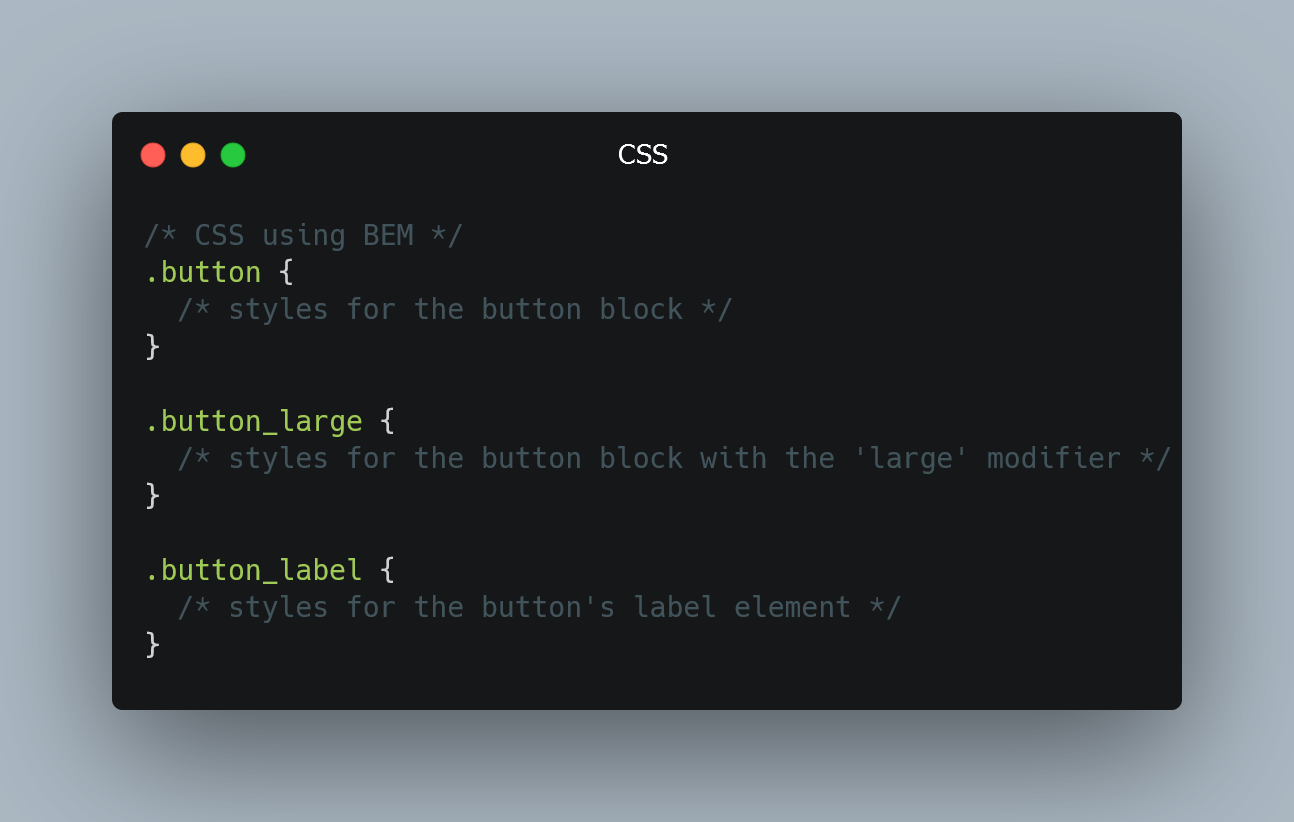 CSS
/* CSS using BEM */
.button {
  /* styles for the button block */
}

.button_large {
  /* styles for the button block with the 'large' modifier */
}

.button_label {
  /* styles for the button's label element */
}